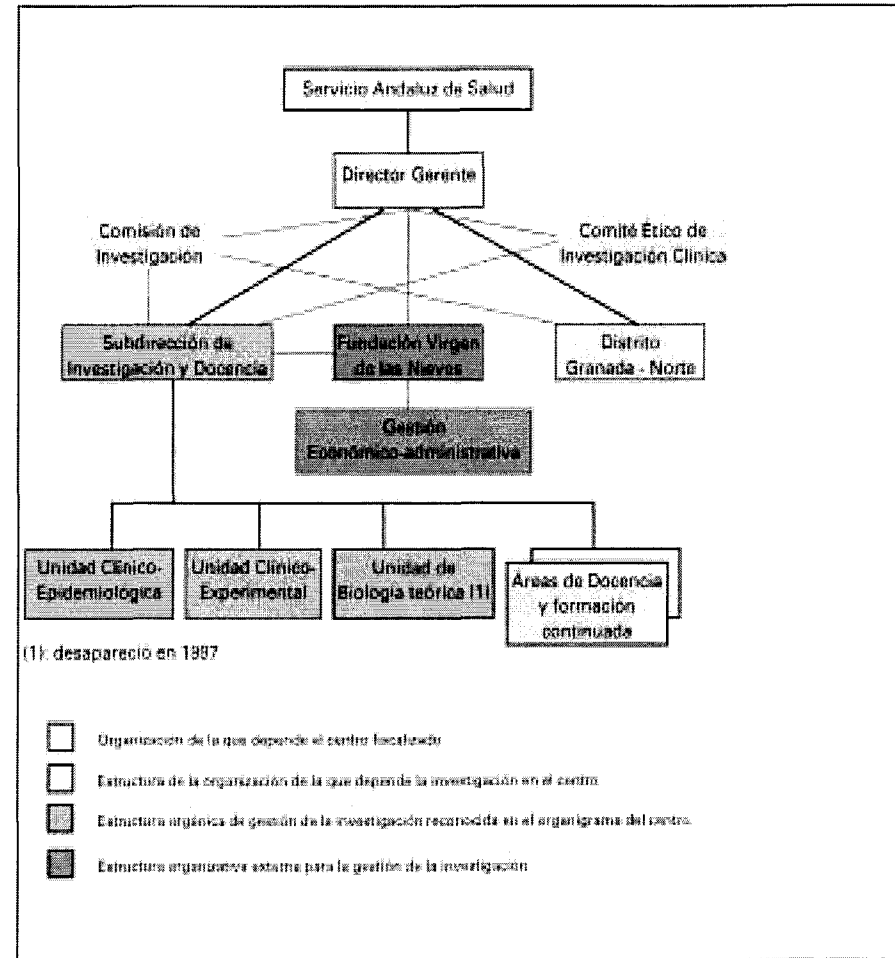 Servicio Andaluz de Salud
Director Gerente
Comisión de
Investigación
Comité Ético de
Investigación Clínica
Subdirección de
Investigación y Docencia
Fundación Virgen
de las Nieves
Distrito
Granada - Norte
Gestión
Económico-administrativa
Unidad Clínico-
Epidemiológica
Unidad Clínico-
Experimental
Unidad de
Biología teórica (1)
Áreas de Docencia
y formación
continuada
(1): desapareció en 1997
Organización de la que depende el centro fiscalizado
Estructura de la organización de la que depende la investigación en el centro
Estructura orgánica de gestión de la investigación reconocida en el organigrama del centro.
Estructura organizativa externa para la gestión de la investigación